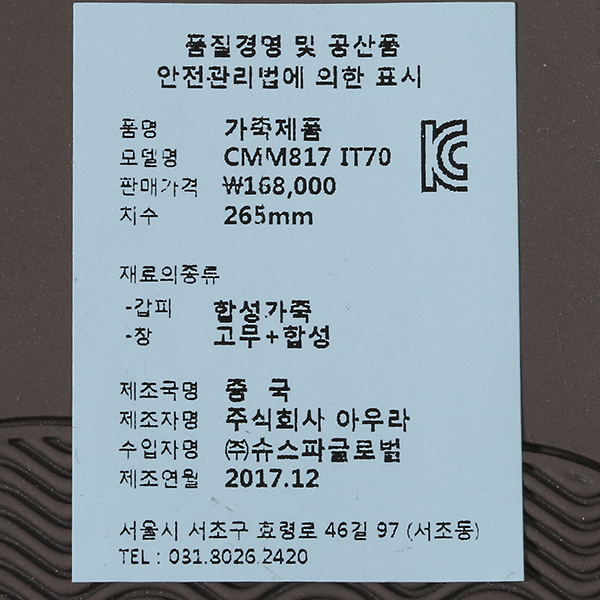 품질경영 및 공산품
안전관리법에 의한 표시
품명 가죽제품
모델명 CMM817 IT70
판매가격 ₩168,000
치수 265mm
KC
재료의종류
-갑피 합성가죽
-창 고무+합성
제조국명 중 국
제조자명 주식회사 아우라
수입자명 ㈜슈스파글로벌
제조연월 2017.12
서울시 서초구 효령로 46길 97 (서초동)
TEL : 031.8026.2420